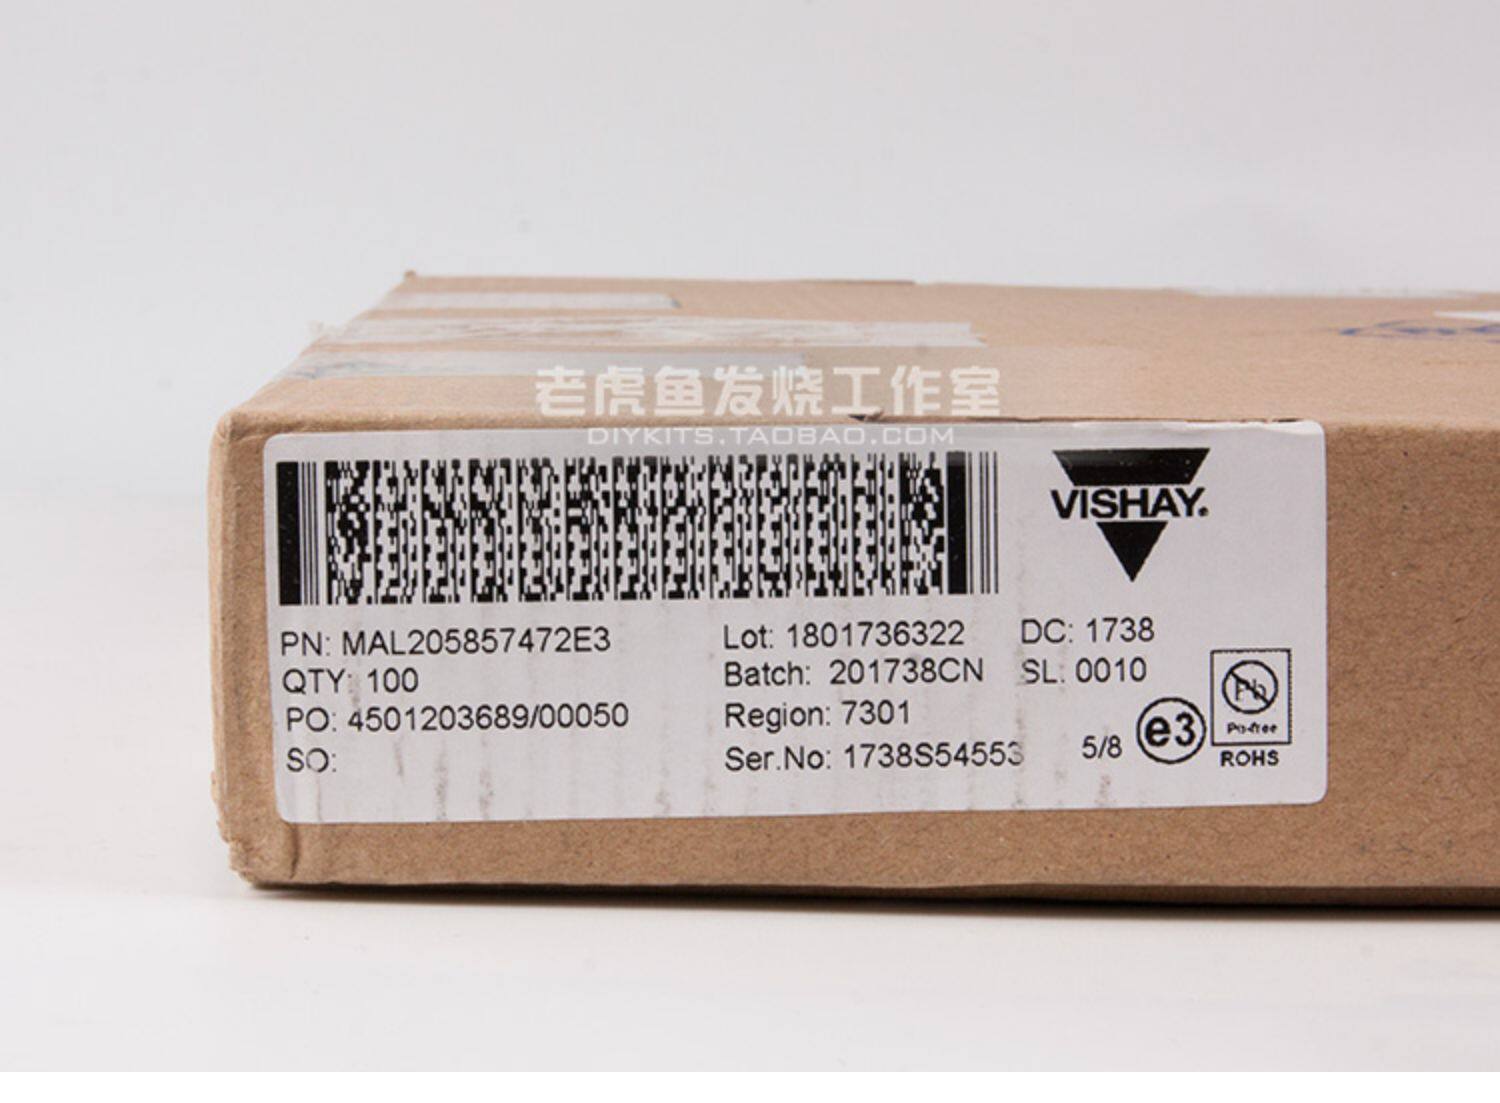 老虎鱼发烧工作室
DIYKITS.TAOBAO.COM
VISHAY.
PN: MAL205857472E3
Lot: 1801736322
DC: 1738
QTY: 100
Batch: 201738CN
SL: 0010
PO: 4501203689/00050
Region: 7301
SO:
Ser.No: 1738S54553
5/8
e3
Pb
Pb-free
ROHS